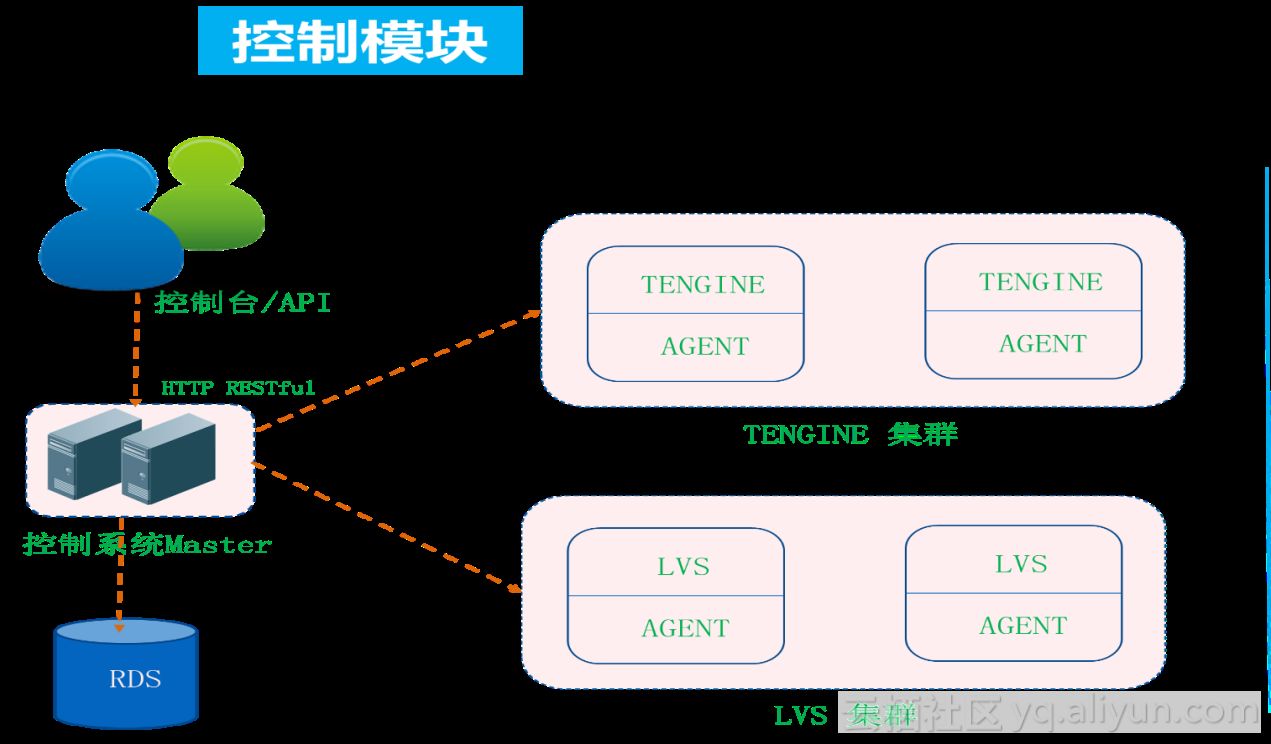 控制模块
控制台/API
HTTP RESTful
控制系统Master
RDS
TENGINE
AGENT
TENGINE
AGENT
TENGINE 集群
LVS
AGENT
LVS
AGENT
LVS 集群
云栖社区 yq.aliyun.com